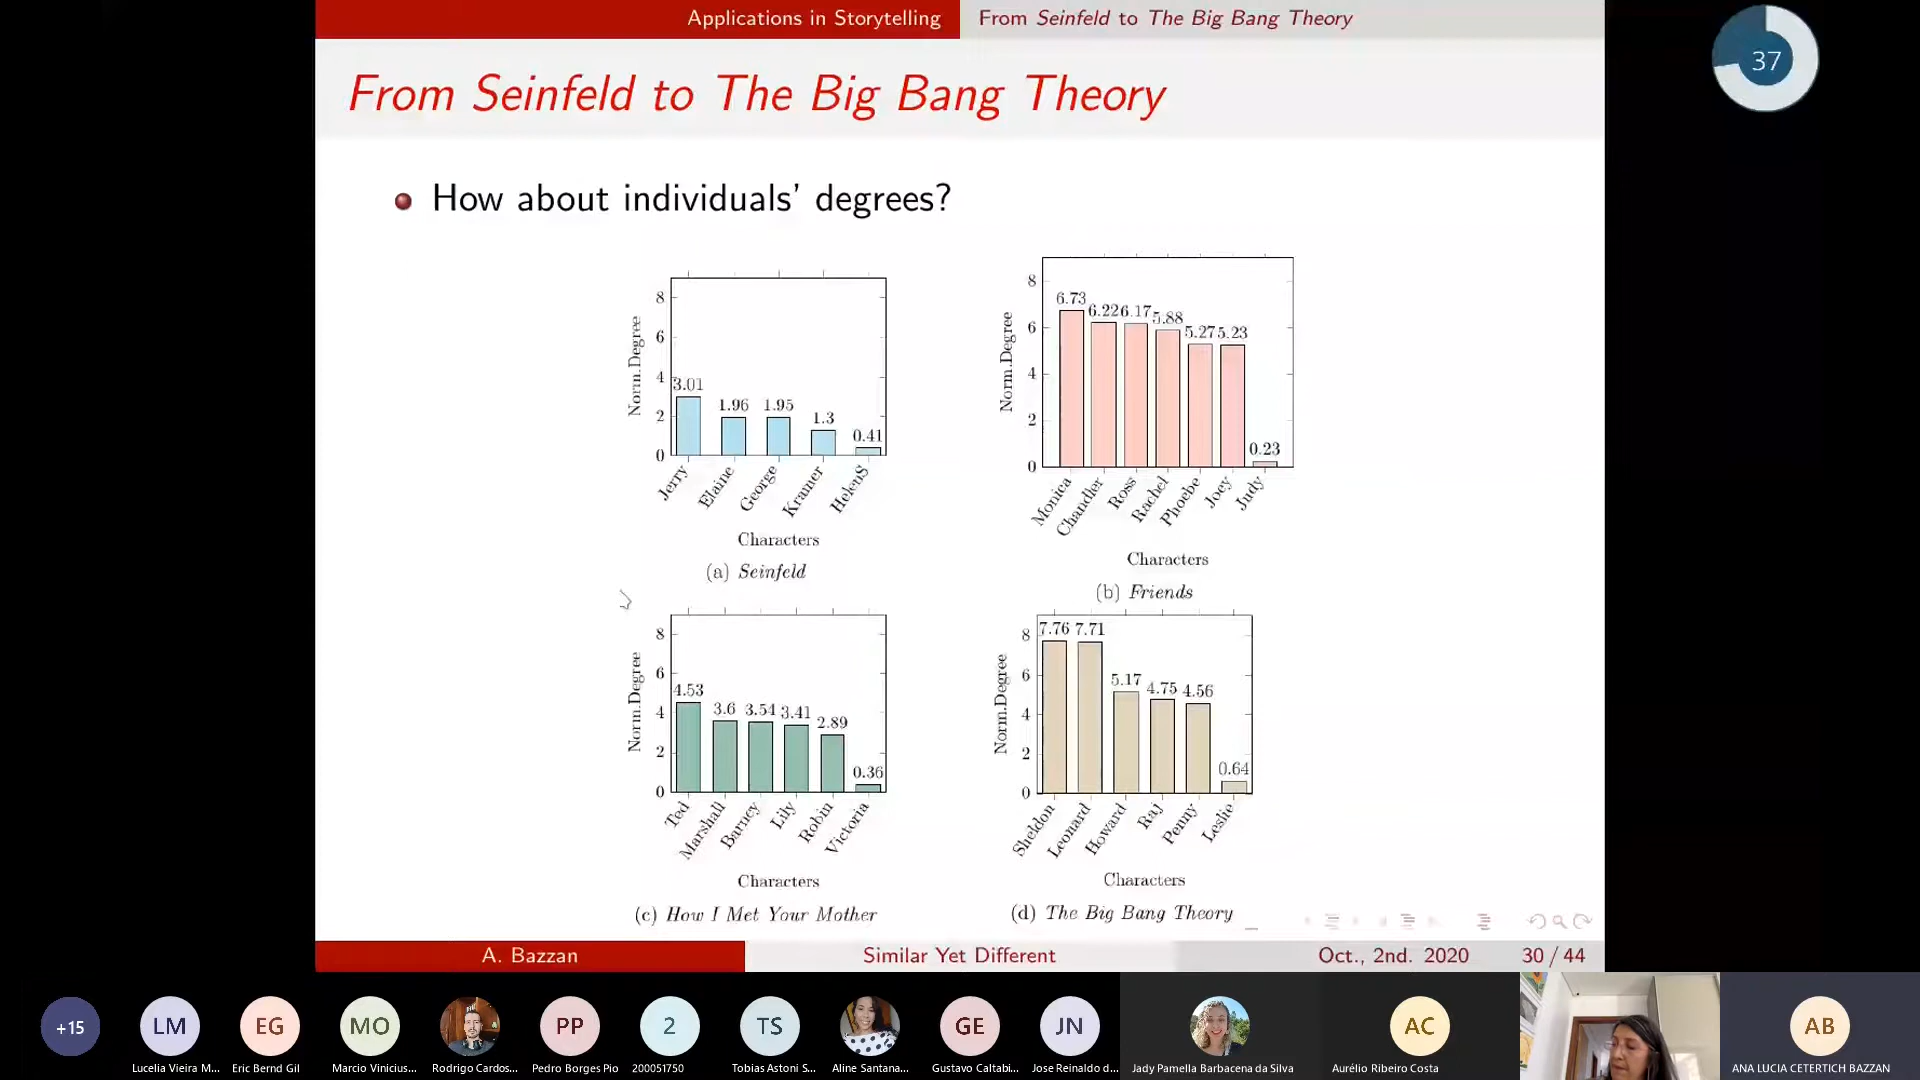 Applications in Storytelling
From Seinfeld to The Big Bang Theory
37
From Seinfeld to The Big Bang Theory
How about individuals' degrees?
Norm.Degree
8
6
4
2
0
3.01
1.96
1.95
1.3
0.41
Jerry
Elaine
George
Kramer
HelenS
Characters
(a) Seinfeld
Norm.Degree
8
6
4
2
0
6.73
6.22
6.17
5.88
5.27
5.23
0.23
Monica
Chandler
Ross
Rachel
Phoebe
Joey
Judy
Characters
(b) Friends
Norm.Degree
8
6
4
2
0
4.53
3.6
3.54
3.41
2.89
0.36
Ted
Marshall
Barney
Lily
Robin
Victoria
Characters
(c) How I Met Your Mother
Norm.Degree
8
6
4
2
0
7.76
7.71
5.17
4.75
4.56
0.64
Sheldon
Leonard
Howard
Raj
Penny
Leslie
Characters
(d) The Big Bang Theory
A. Bazzan
Similar Yet Different
Oct., 2nd. 2020
30 / 44
+15
LM
EG
MO
PP
2
TS
GE
JN
AC
AB
Lucelia Vieira M...
Eric Bernd Gil
Marcio Vinicius...
Rodrigo Cardos...
Pedro Borges Pio
200051750
Tobias Astoni S...
Aline Santana...
Gustavo Caltabi...
Jose Reinaldo d...
Jady Pamella Barbacena da Silva
Aurélio Ribeiro Costa
ANA LUCIA CETERTICH BAZZAN